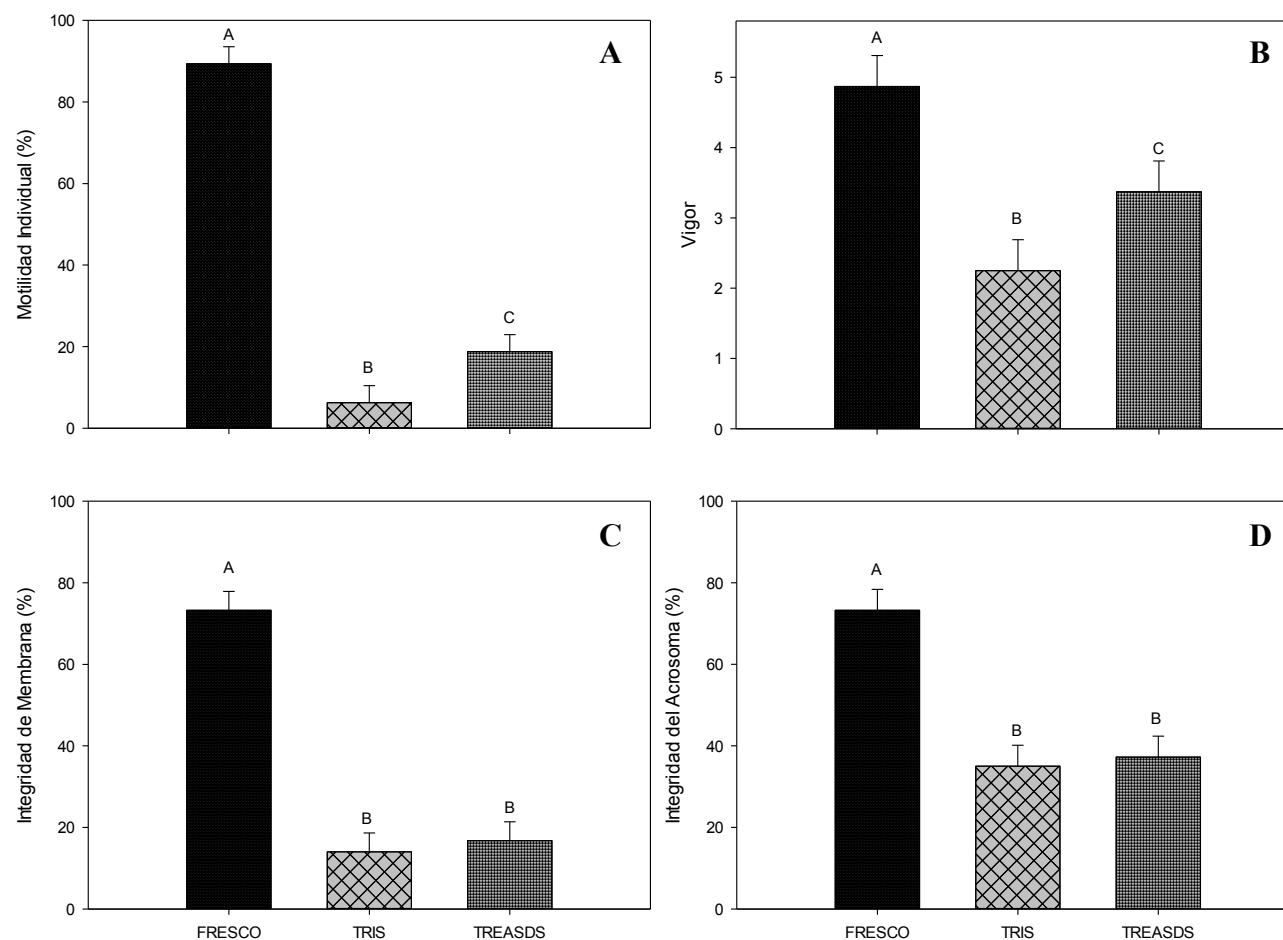 A
Motilidad Individual (%)
100
80
60
40
20
0
A
B
C
B
Vigor
5
4
3
2
1
0
A
B
C
C
Integridad de Membrana (%)
100
80
60
40
20
0
A
B
B
FRESCO TRIS TREASDS
D
Integridad del Acrosoma (%)
100
80
60
40
20
0
A
B
B
FRESCO TRIS TREASDS